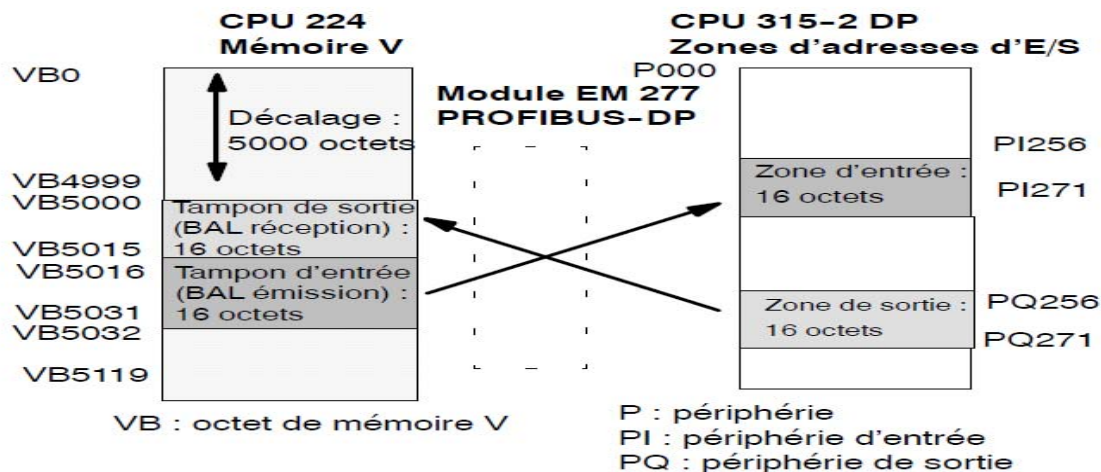 CPU 224
Mémoire V
CPU 315-2 DP
Zones d'adresses d'E/S
VB0
P000
Module EM 277
PROFIBUS-DP
Décalage :
5000 octets
PI256
VB4999
Zone d'entrée :
16 octets
PI271
VB5000
Tampon de sortie
(BAL réception) :
16 octets
VB5015
VB5016
Tampon d'entrée
(BAL émission) :
16 octets
VB5031
VB5032
Zone de sortie :
16 octets
PQ256
PQ271
VB5119
VB : octet de mémoire V
P : périphérie
PI : périphérie d'entrée
PQ : périphérie de sortie